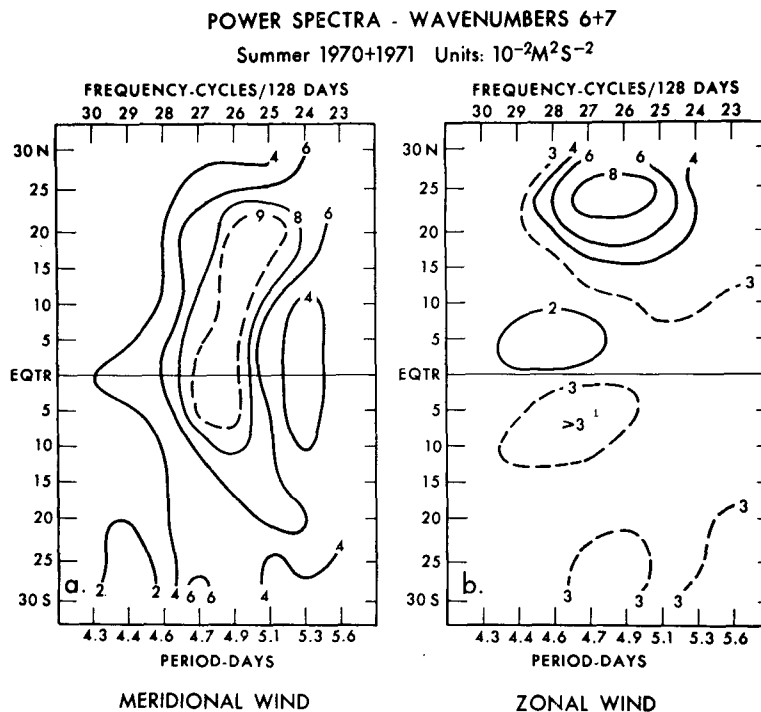 POWER SPECTRA - WAVENUMBERS 6+7
Summer 1970+1971 Units: 10⁻²M²S⁻²
FREQUENCY-CYCLES/128 DAYS
30 29 28 27 26 25 24 23
30 N
25
20
15
10
5
EQTR
5
10
15
20
25
30 S
4 6
9 8 6
4
2 2 4 6 6 4 4
a.
4.3 4.4 4.6 4.7 4.9 5.1 5.3 5.6
PERIOD-DAYS
MERIDIONAL WIND
FREQUENCY-CYCLES/128 DAYS
30 29 28 27 26 25 24 23
30 N
25
20
15
10
5
EQTR
5
10
15
20
25
30 S
3 4 6 6 4
8
3
2
3
≥3
3
3 3 3
b.
4.3 4.4 4.6 4.7 4.9 5.1 5.3 5.6
PERIOD-DAYS
ZONAL WIND